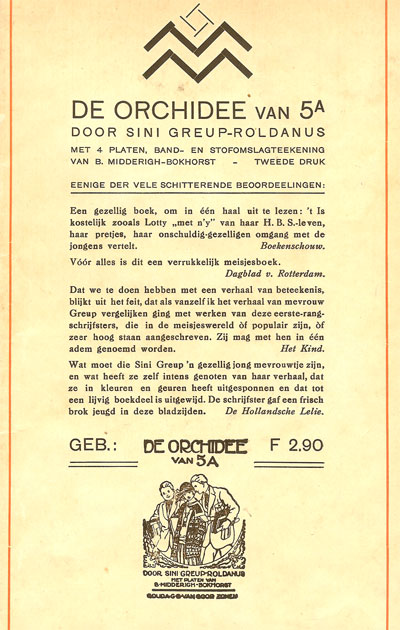 DE ORCHIDEE VAN 5A
DOOR SINI GREUP-ROLDANUS
MET 4 PLATEN, BAND- EN STOFOMSLAGTEEKENING
VAN B. MIDDERIGH-BOKHORST - TWEEDE DRUK
EENIGE DER VELE SCHITTERENDE BEOORDEELINGEN:
Een gezellig boek, om in één haal uit te lezen: 't Is
kostelijk zooals Lotty „met n'y” van haar H. B. S.-leven,
haar pretjes, haar onschuldig-gezelligen omgang met de
jongens vertelt. Boekenschouw.
Vóór alles is dit een verrukkelijk meisjesboek.
Dagblad v. Rotterdam.
Dat we te doen hebben met een verhaal van beteekenis,
blijkt uit het feit, dat als vanzelf ik het verhaal van mevrouw
Greup vergelijken ging met werken van deze eerste-rang-
schrijfsters, die in de meisjeswereld òf populair zijn, òf
zeer hoog staan aangeschreven. Zij mag met hen in één
adem genoemd worden. Het Kind.
Wat moet die Sini Greup 'n gezellig jong mevrouwtje zijn,
en wat heeft ze zelf intens genoten van haar verhaal, dat
ze in kleuren en geuren heeft uitgesponnen en dat tot
een lijvig boekdeel is uitgewijd. De schrijfster gaf een frisch
brok jeugd in deze bladzijden. De Hollandsche Lelie.
GEB.: DE ORCHIDEE F 2.90
VAN 5A
DOOR SINI GREUP-ROLDANUS
MET PLATEN VAN
B. MIDDERIGH-BOKHORST
GOUDA-G·B·VAN GOOR ZONEN